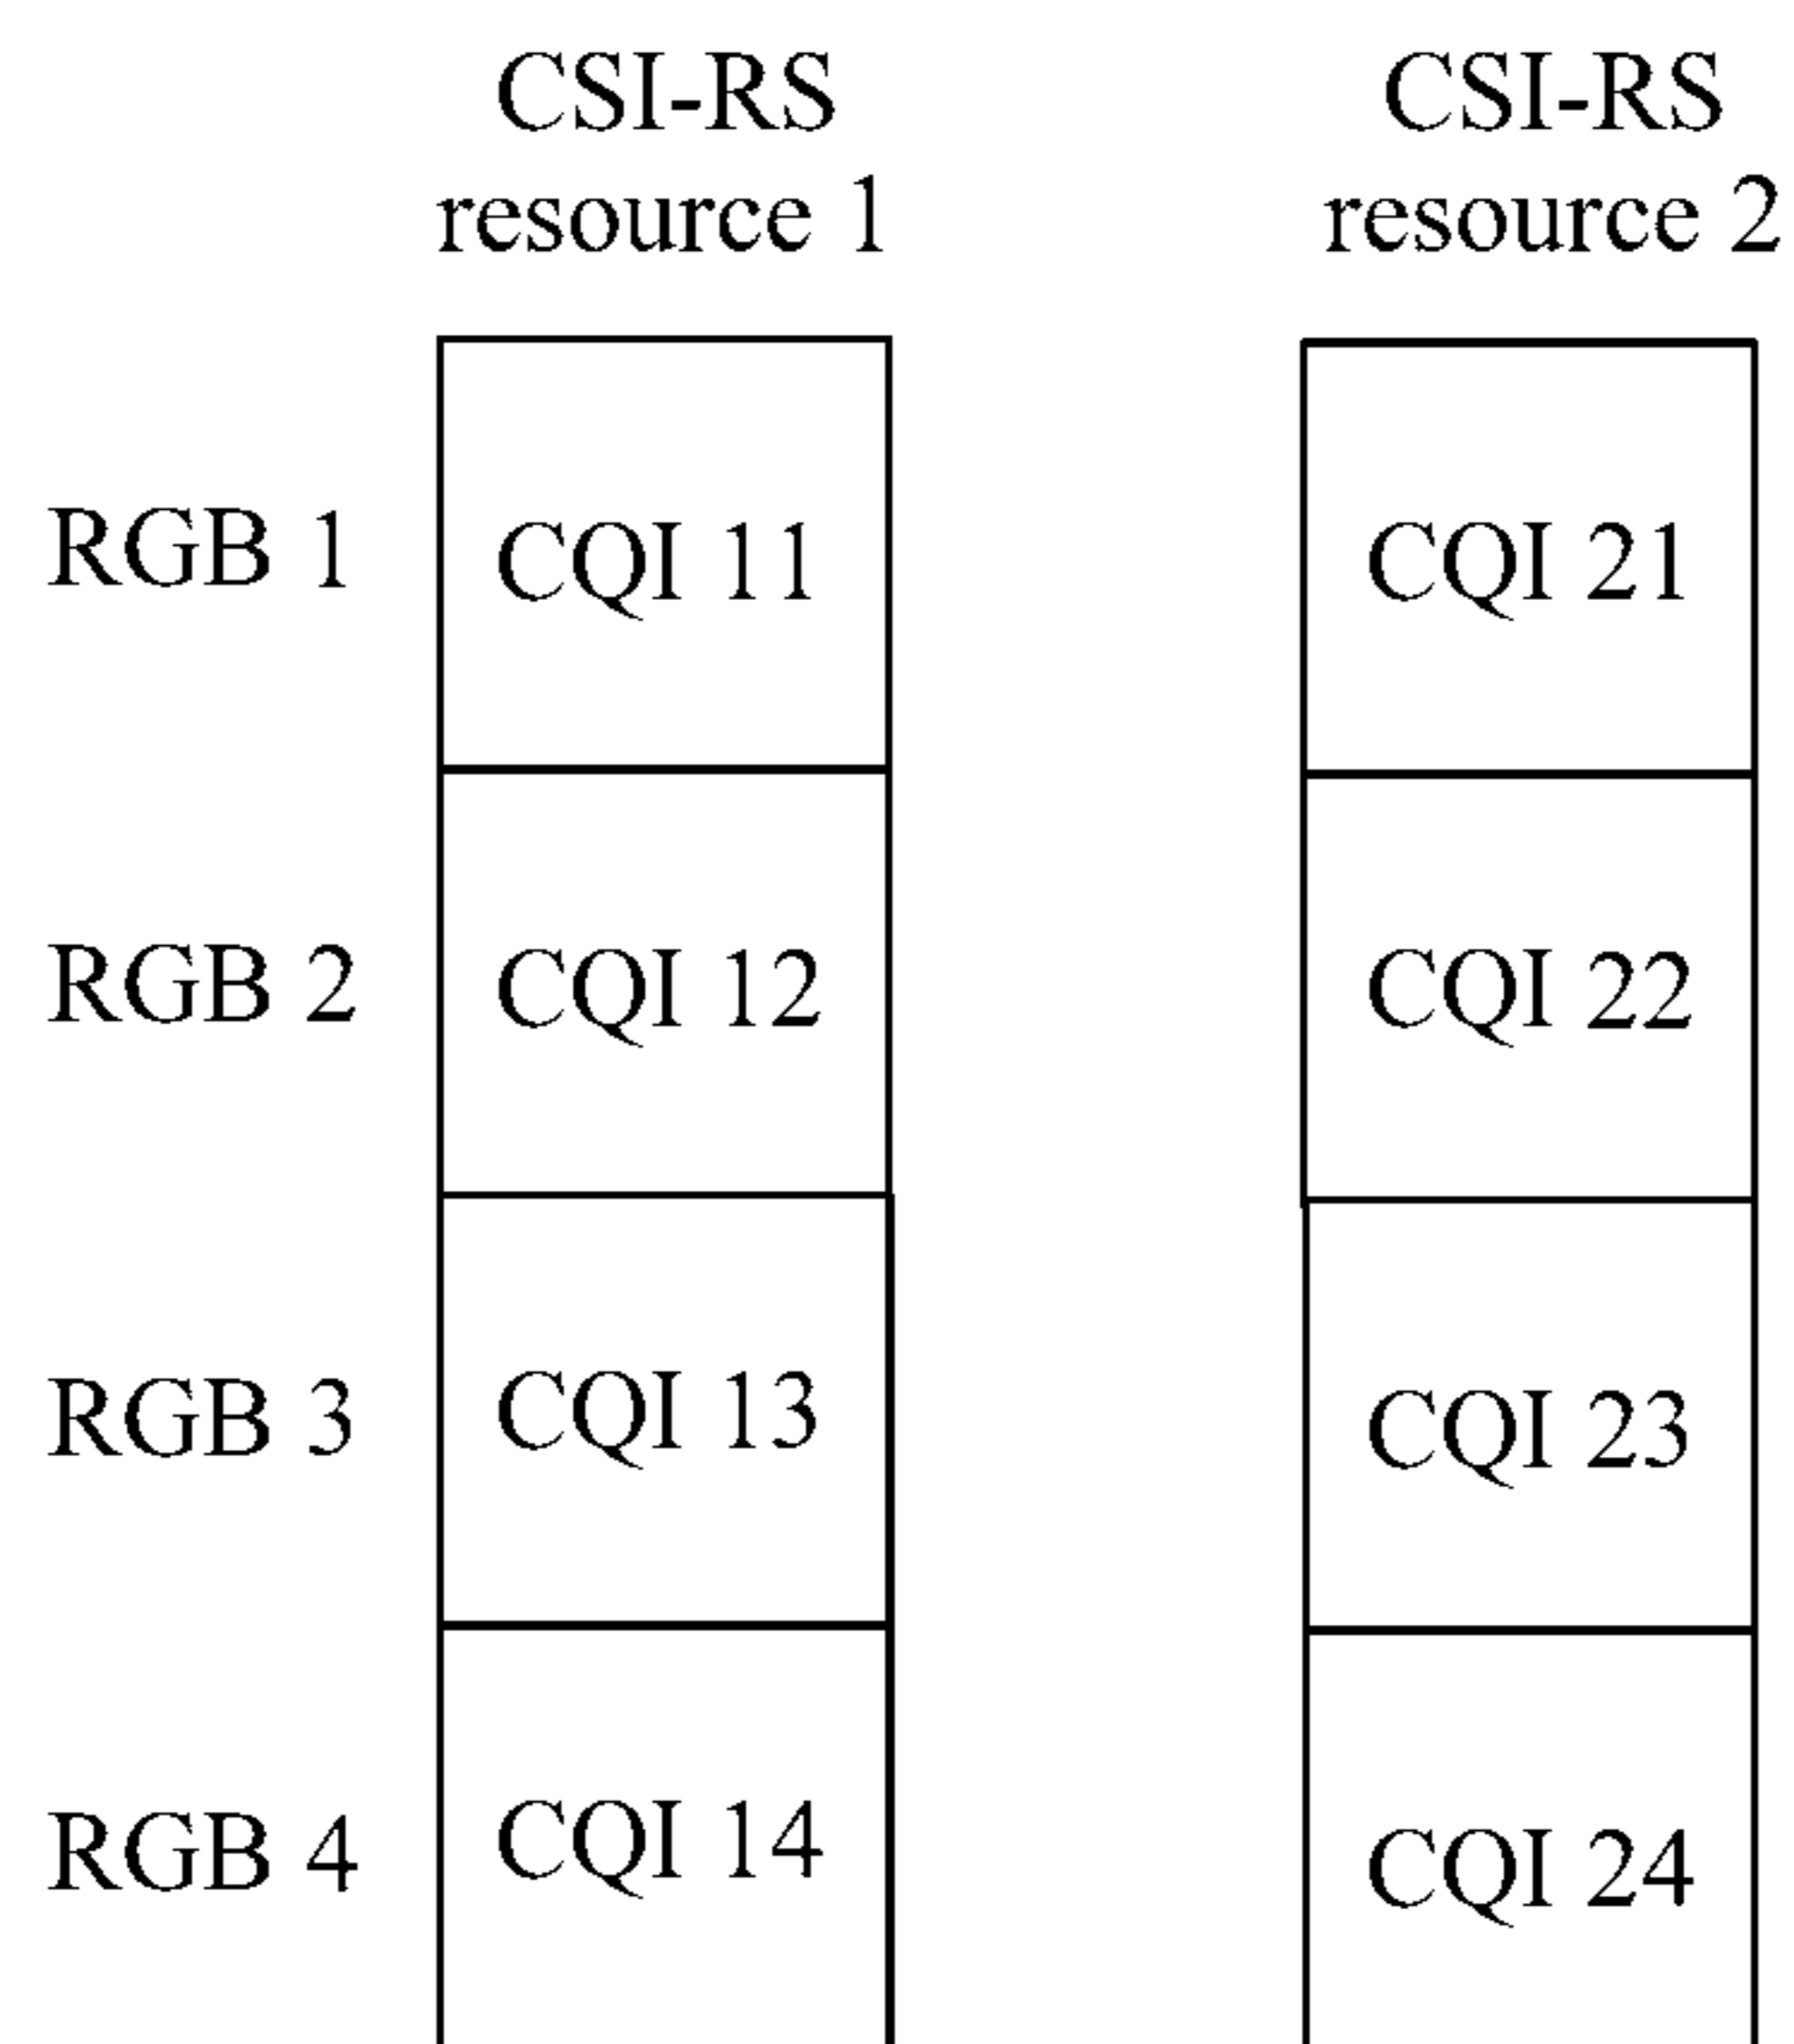 CSI-RS
resource 1
CSI-RS
resource 2
RGB 1
CQI 11
CQI 21
RGB 2
CQI 12
CQI 22
RGB 3
CQI 13
CQI 23
RGB 4
CQI 14
CQI 24